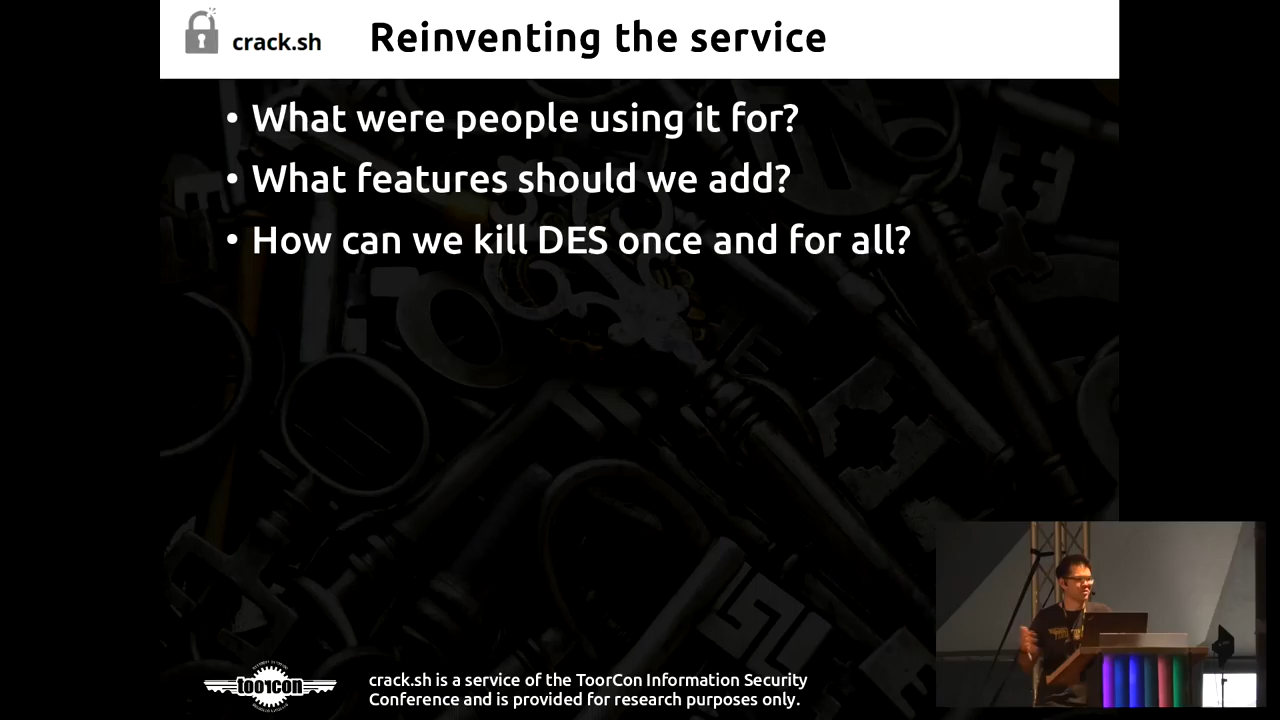 crack.sh
Reinventing the service
• What were people using it for?
• What features should we add?
• How can we kill DES once and for all?
too1con
crack.sh is a service of the ToorCon Information Security
Conference and is provided for research purposes only.